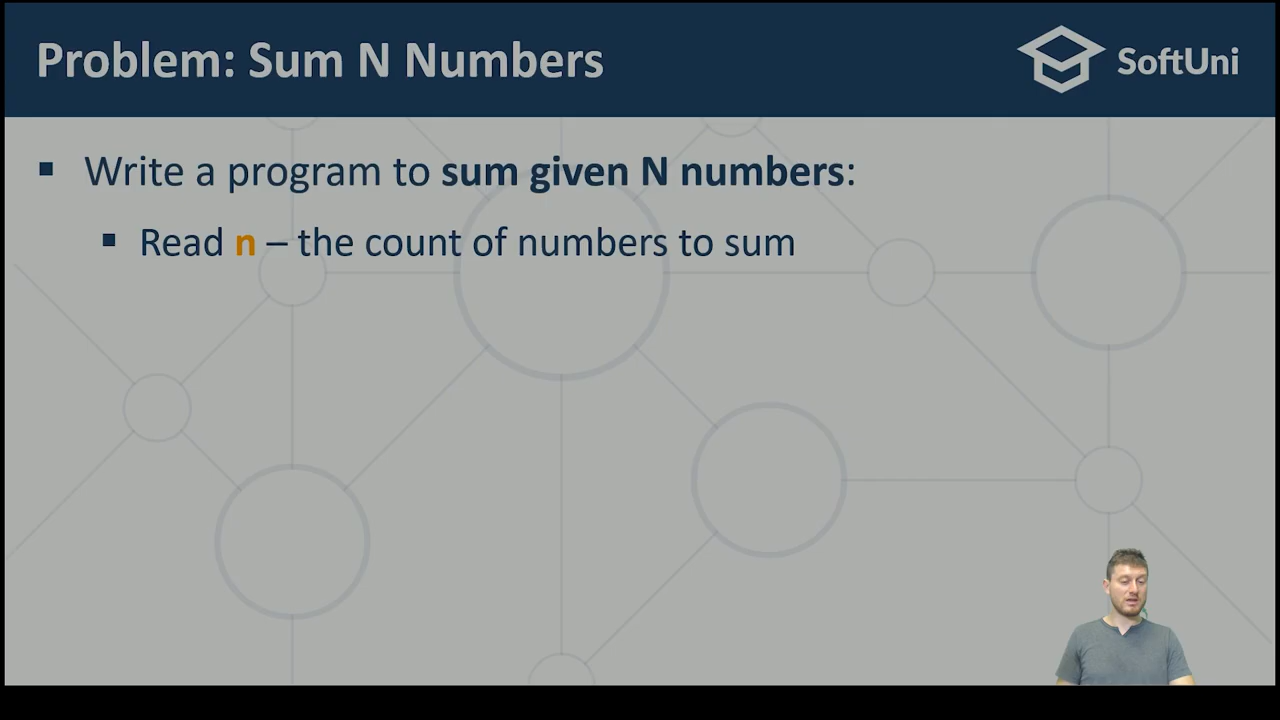 Problem: Sum N Numbers
SoftUni
Write a program to sum given N numbers:
Read n – the count of numbers to sum